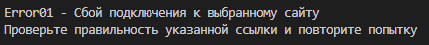 Error01 - Сбой подключения к выбранному сайту
Проверьте правильность указанной ссылки и повторите попытку